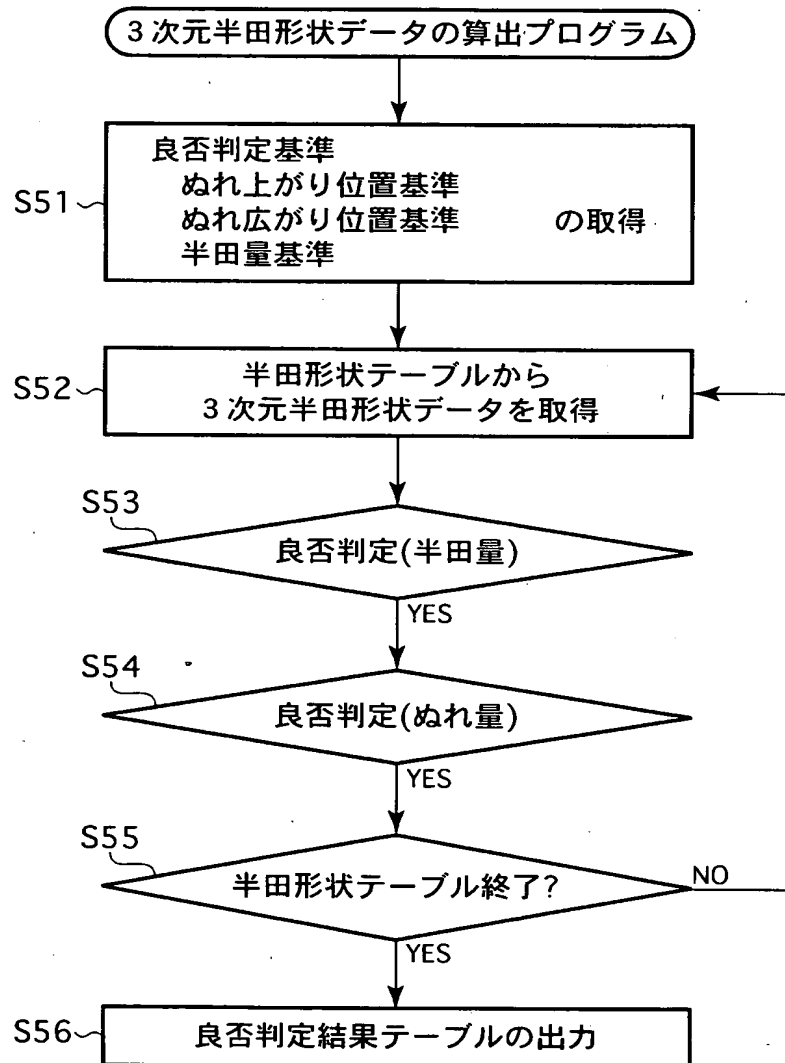 3次元半田形状データの算出プログラム
良否判定基準
ぬれ上がり位置基準
S51
ぬれ広がり位置基準 の取得
半田量基準
半田形状テーブルから
S52
3次元半田形状データを取得
S53
良否判定(半田量)
YES
S54
良否判定(ぬれ量)
YES
S55
半田形状テーブル終了?
NO
YES
S56
良否判定結果テーブルの出力